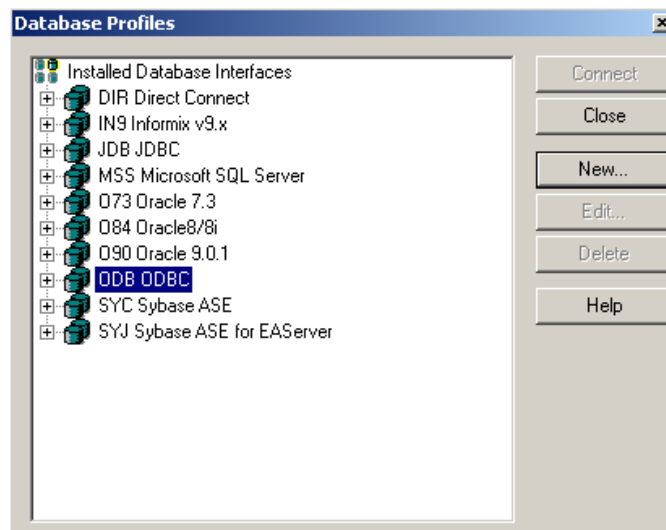 Database Profiles
Installed Database Interfaces
DIR Direct Connect
IN9 Informix v9.x
JDB JDBC
MSS Microsoft SQL Server
O73 Oracle 7.3
O84 Oracle8/8i
O90 Oracle 9.0.1
ODB ODBC
SYC Sybase ASE
SYJ Sybase ASE for EAServer
Connect
Close
New...
Edit...
Delete
Help